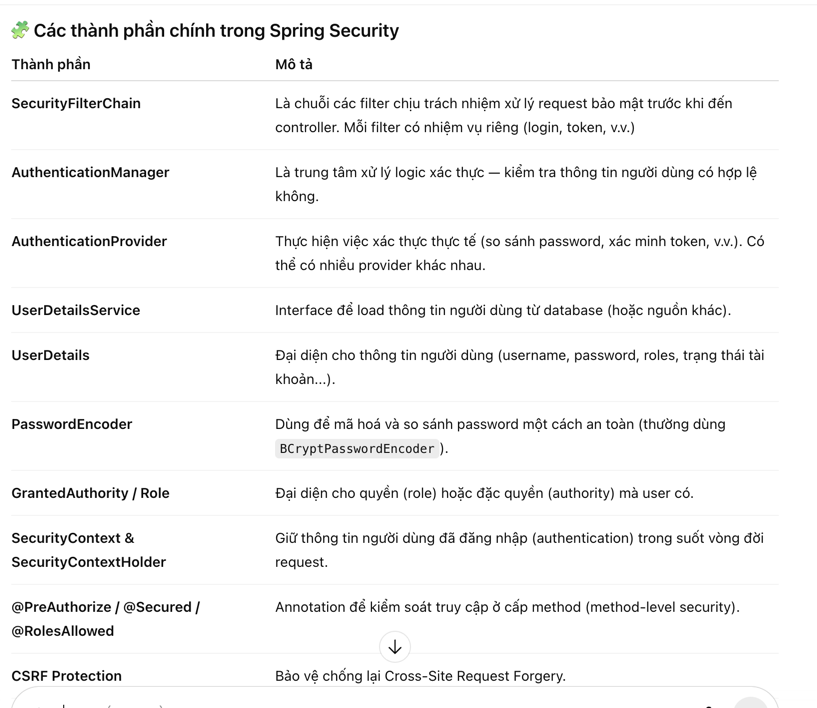 Các thành phần chính trong Spring Security
Thành phần Mô tả
SecurityFilterChain Là chuỗi các filter chịu trách nhiệm xử lý request bảo mật trước khi đến
controller. Mỗi filter có nhiệm vụ riêng (login, token, v.v.)
AuthenticationManager Là trung tâm xử lý logic xác thực — kiểm tra thông tin người dùng có hợp lệ
không.
AuthenticationProvider Thực hiện việc xác thực thực tế (so sánh password, xác minh token, v.v.). Có
thể có nhiều provider khác nhau.
UserDetailsService Interface để load thông tin người dùng từ database (hoặc nguồn khác).
UserDetails Đại diện cho thông tin người dùng (username, password, roles, trạng thái tài
khoản...).
PasswordEncoder Dùng để mã hoá và so sánh password một cách an toàn (thường dùng
BCryptPasswordEncoder ).
GrantedAuthority / Role Đại diện cho quyền (role) hoặc đặc quyền (authority) mà user có.
SecurityContext & Giữ thông tin người dùng đã đăng nhập (authentication) trong suốt vòng đời
SecurityContextHolder request.
@PreAuthorize / @Secured / Annotation để kiểm soát truy cập ở cấp method (method-level security).
@RolesAllowed
CSRF Protection Bảo vệ chống lại Cross-Site Request Forgery.